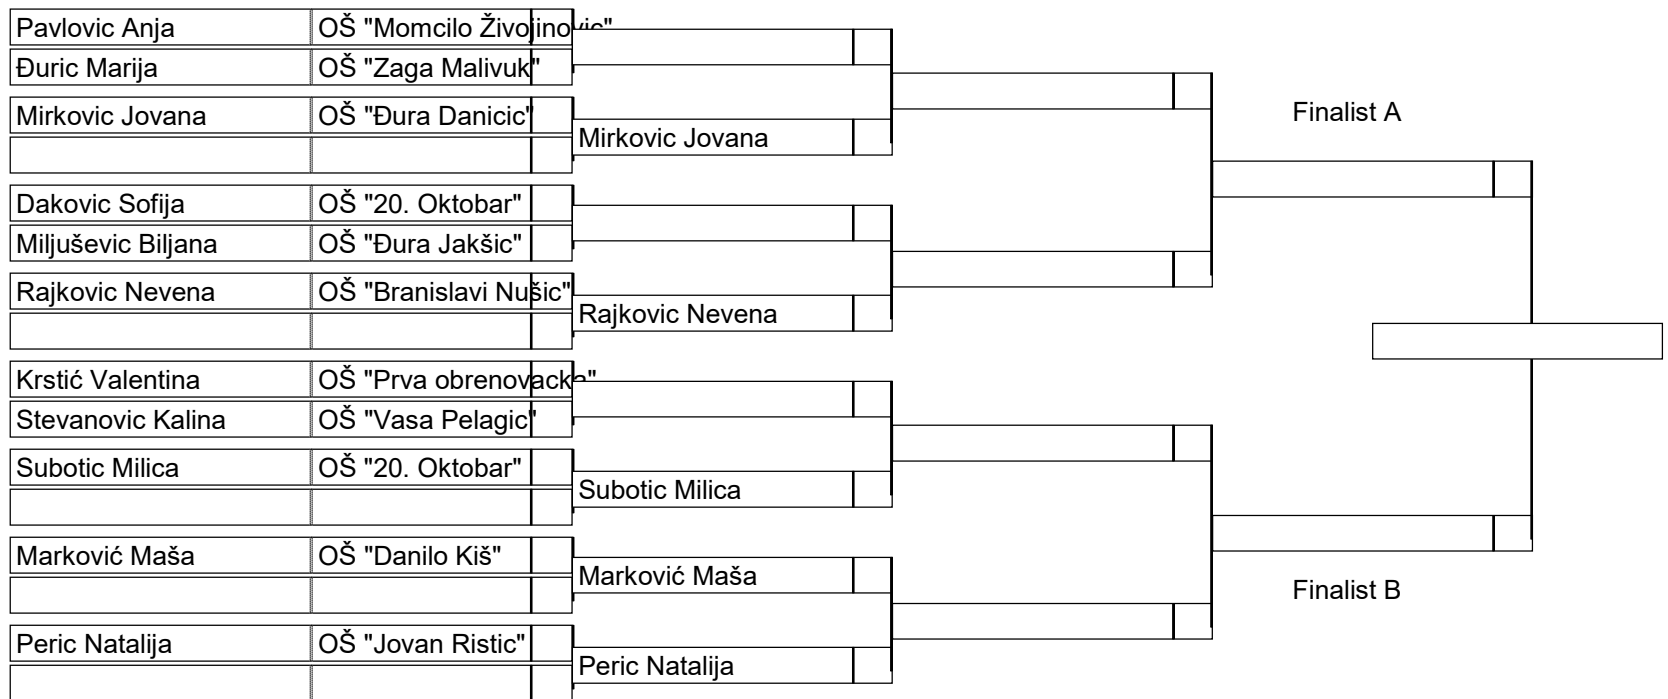 Pavlovic Anja OŠ "Momcilo Živojinovic"
Đuric Marija OŠ "Zaga Malivuk"
Mirkovic Jovana OŠ "Đura Danicic"
Finalist A
Mirkovic Jovana
Dakovic Sofija OŠ "20. Oktobar"
Miljuševic Biljana OŠ "Đura Jakšic"
Rajkovic Nevena OŠ "Branislavi Nušic"
Rajkovic Nevena
Krstić Valentina OŠ "Prva obrenovacka"
Stevanovic Kalina OŠ "Vasa Pelagic"
Subotic Milica OŠ "20. Oktobar"
Subotic Milica
Marković Maša OŠ "Danilo Kiš"
Marković Maša
Finalist B
Peric Natalija OŠ "Jovan Ristic"
Peric Natalija